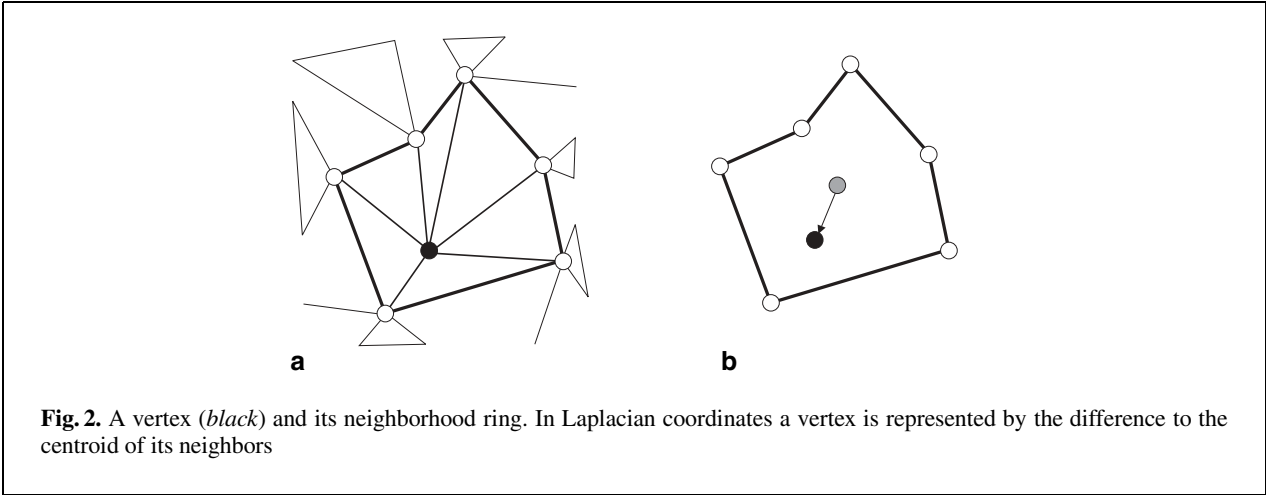 a
b
Fig. 2. A vertex (black) and its neighborhood ring. In Laplacian coordinates a vertex is represented by the difference to the
centroid of its neighbors